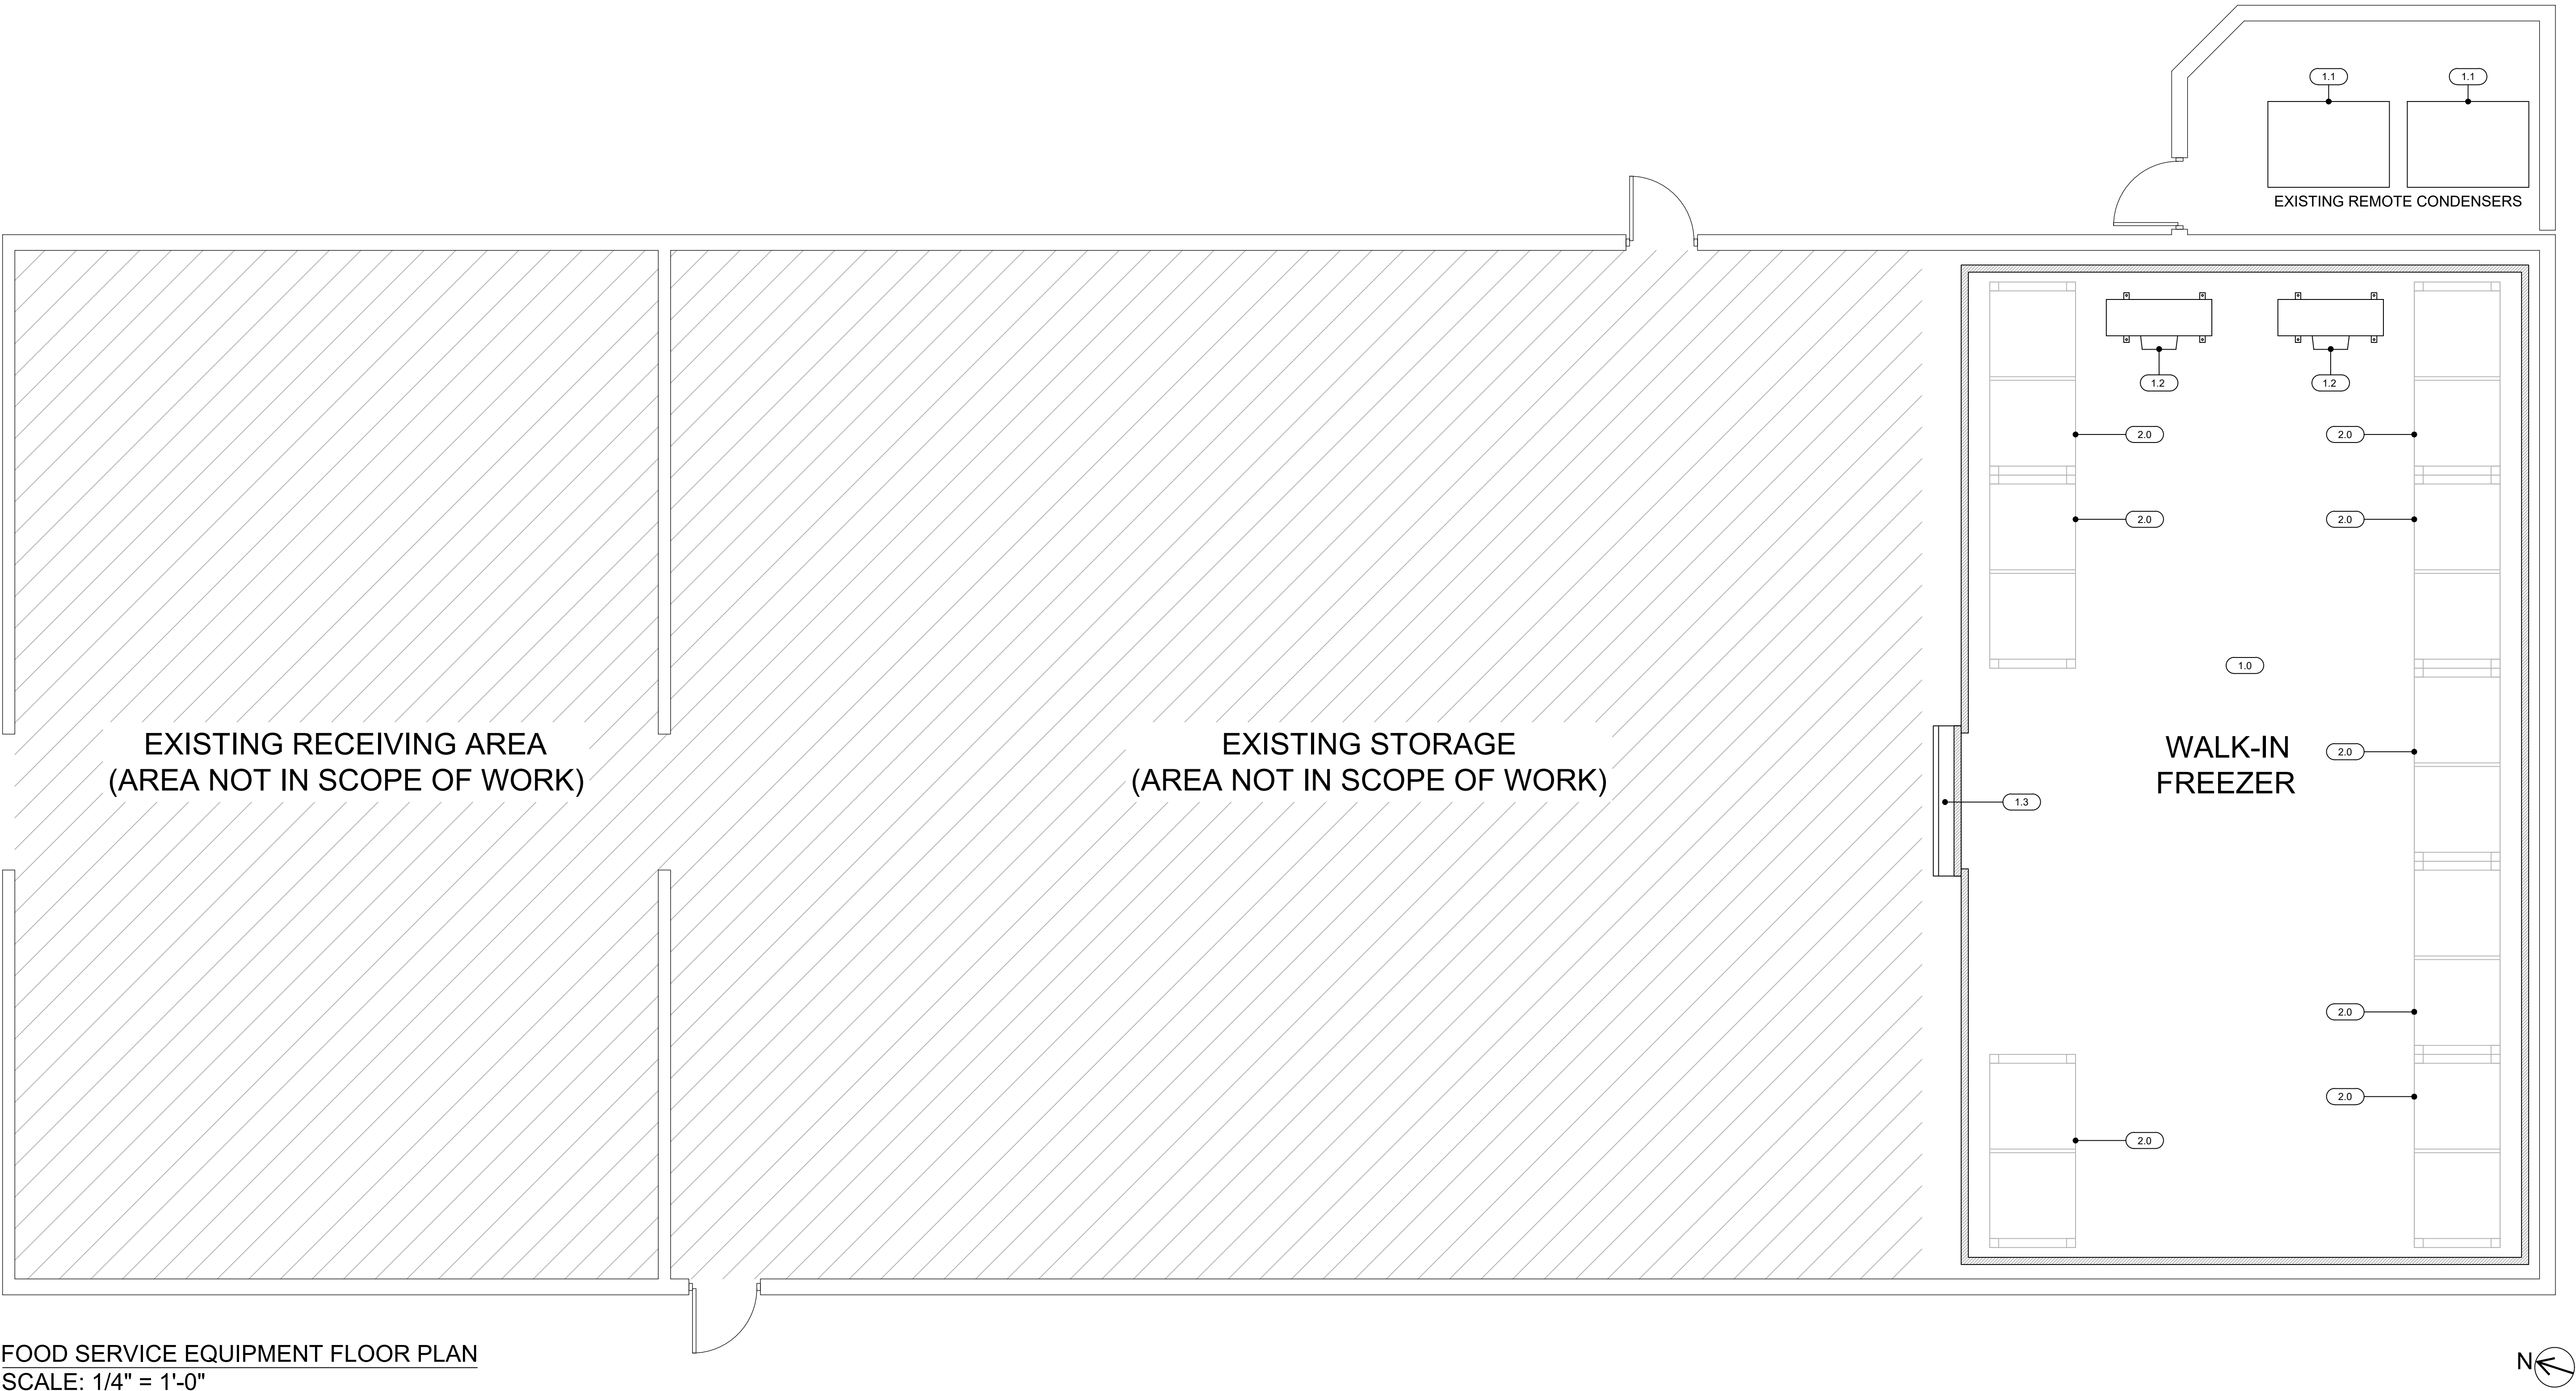 1.1
1.1
EXISTING REMOTE CONDENSERS
1.2
1.2
2.0
2.0
2.0
2.0
1.0
EXISTING RECEIVING AREA
(AREA NOT IN SCOPE OF WORK)
EXISTING STORAGE
(AREA NOT IN SCOPE OF WORK)
WALK-IN
FREEZER
2.0
1.3
2.0
2.0
2.0
FOOD SERVICE EQUIPMENT FLOOR PLAN
SCALE: 1/4" = 1'-0"
N